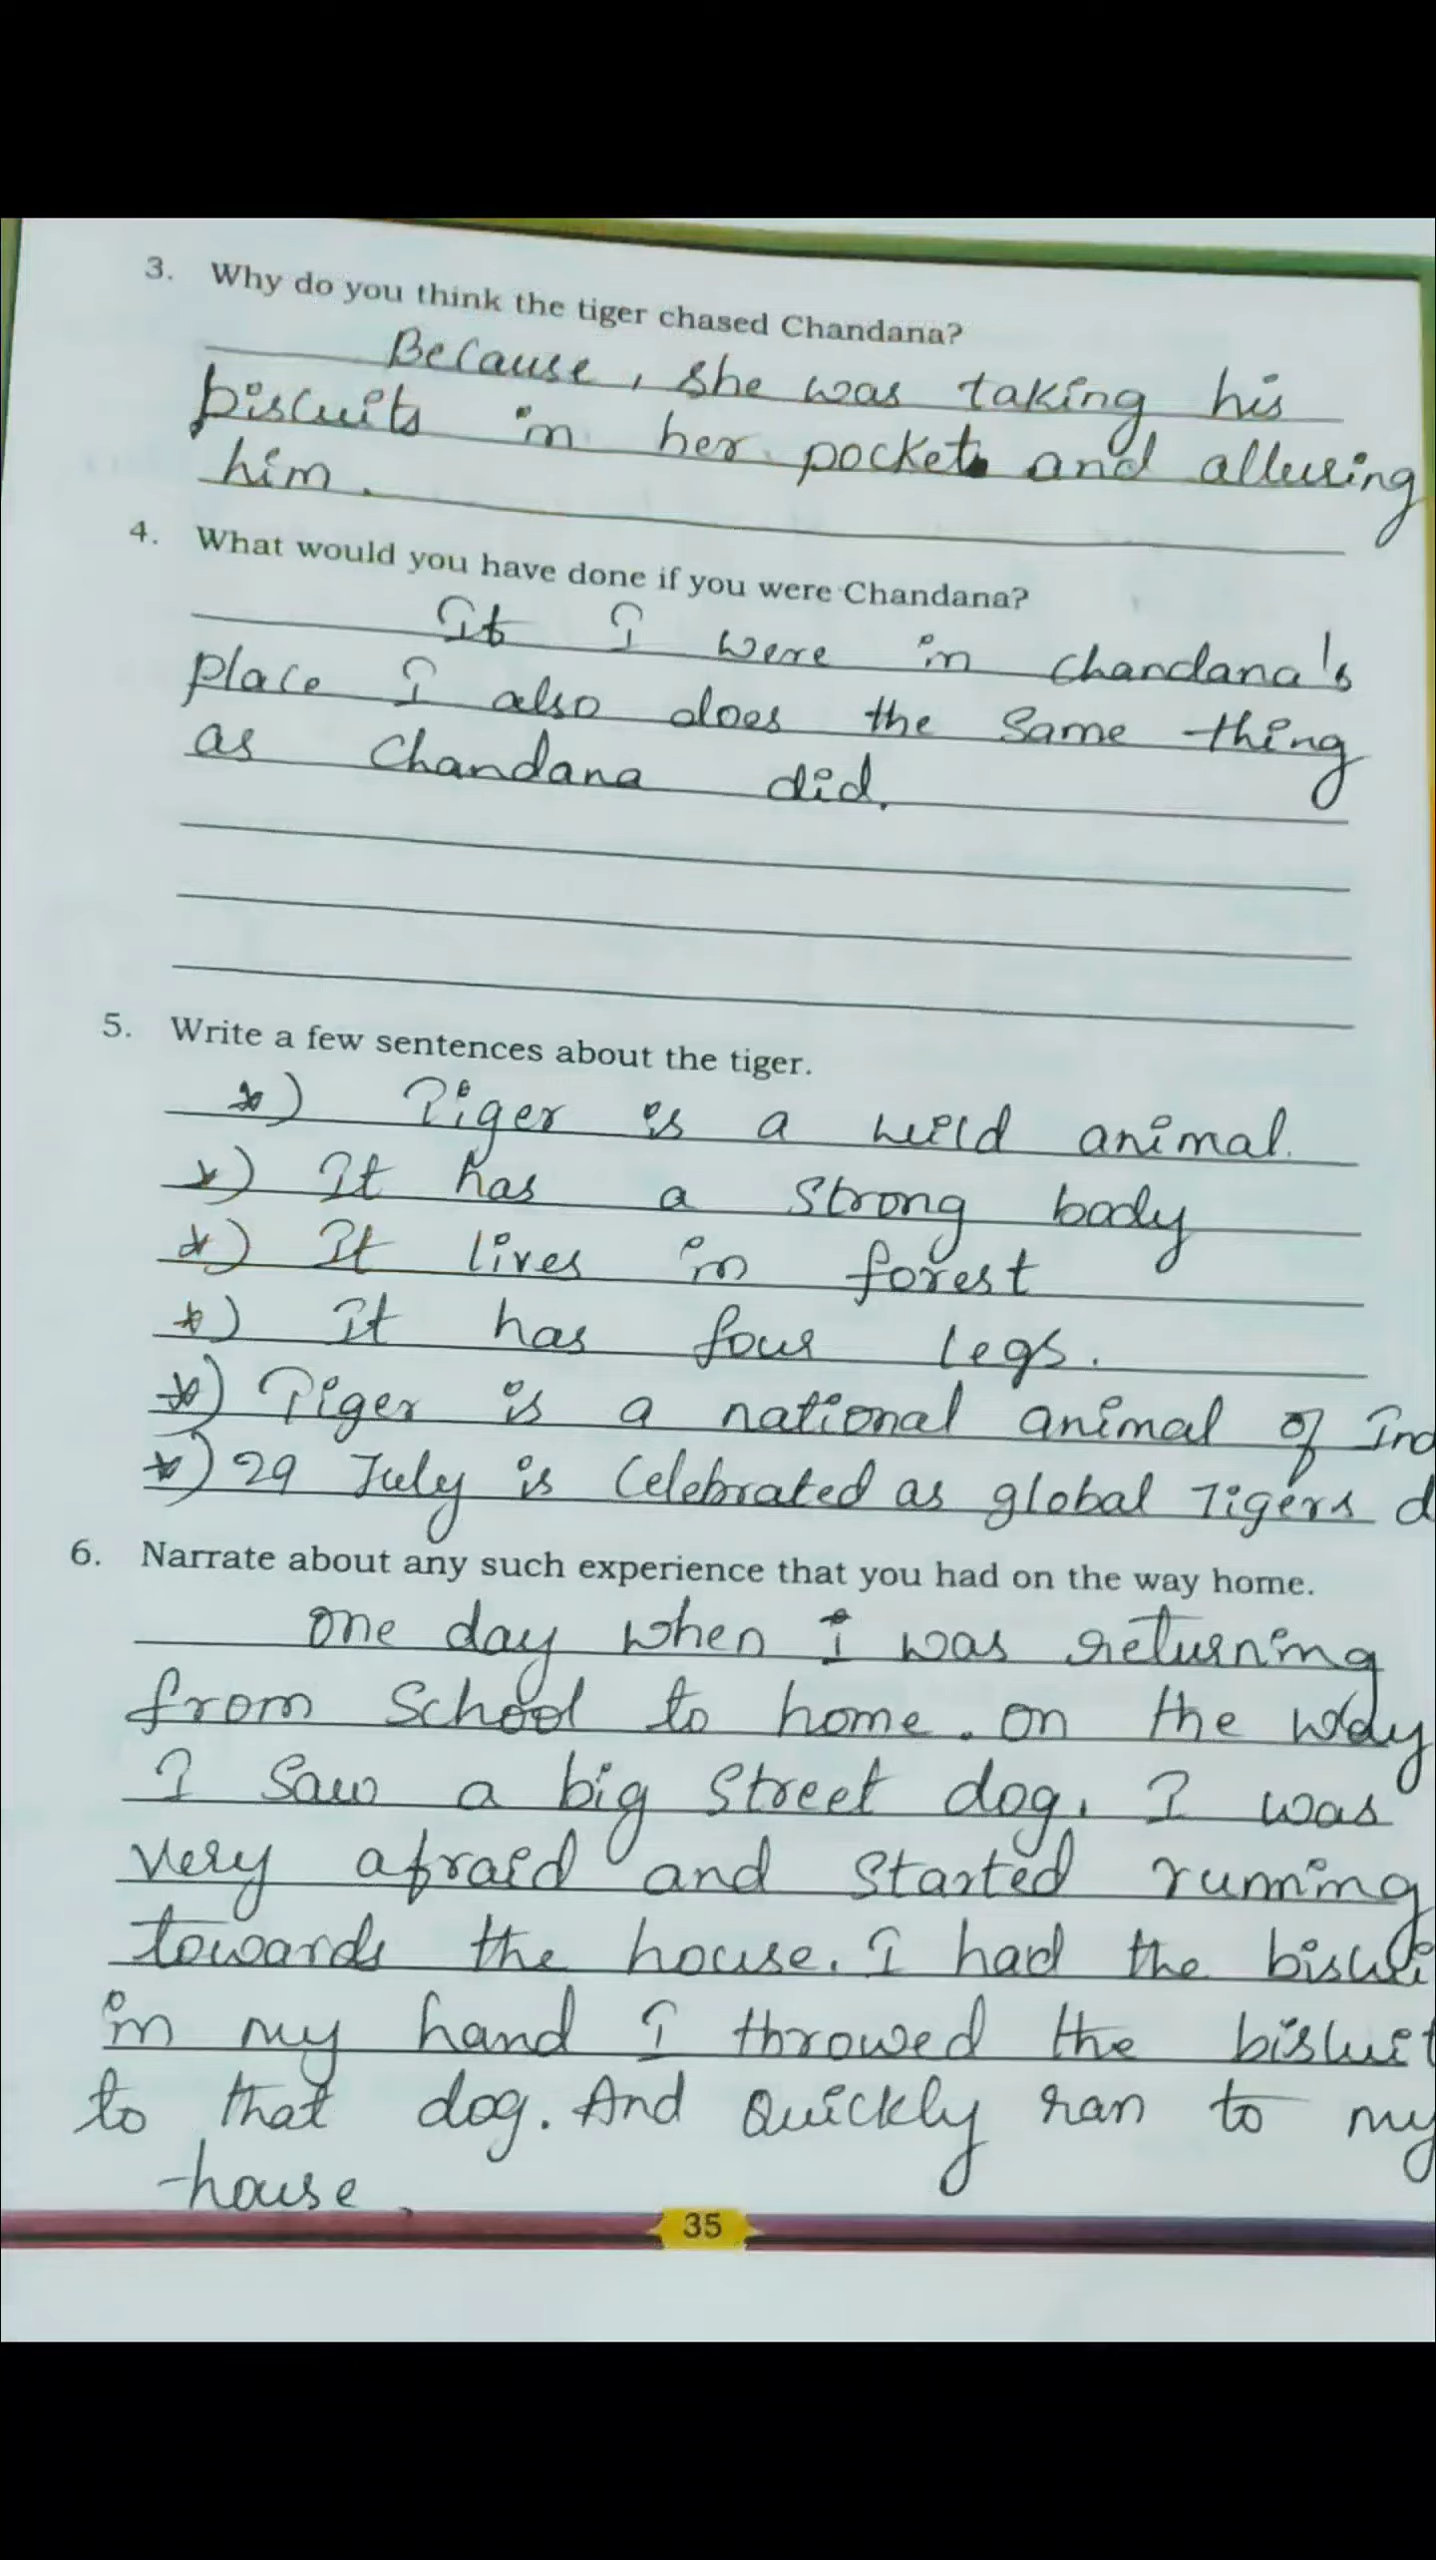 3. Why do you think the tiger chased Chandana?
Because, she was taking his
biscuits in her pocket and alluring
him.
4. What would you have done if you were Chandana?
If I were in chandana's
place I also does the same thing
as Chandana did.
5. Write a few sentences about the tiger.
*) Tiger is a wild animal.
*) It has a strong body
*) It lives in forest
*) It has four legs.
*) Tiger is a national animal of Ind
*) 29 July is Celebrated as global Tigers d
6. Narrate about any such experience that you had on the way home.
one day when I was returning
from School to home. on the way
I saw a big street dog. I was
very afraid and started running
towards the house. I had the biscui
in my hand I throwed the biscuit
to that dog. And Quickly ran to my
house.
35